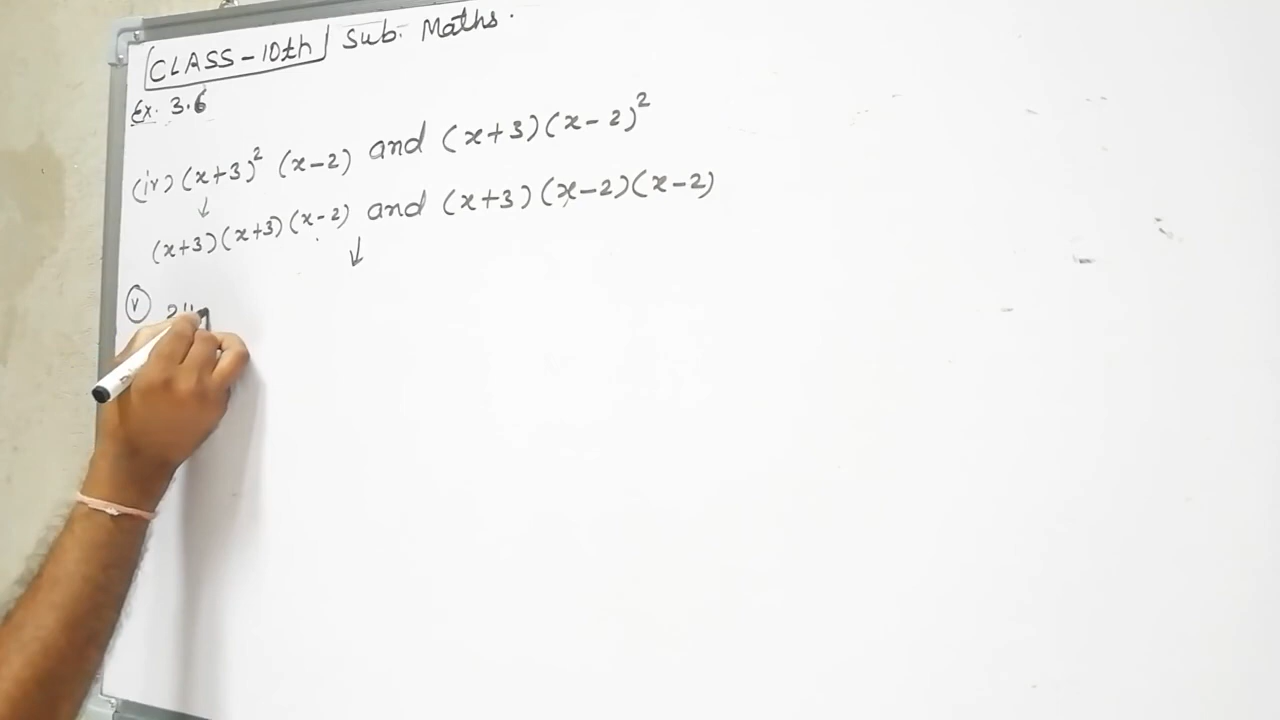 CLASS - 10th Sub: Maths.
Ex. 3.6
(iv) (x+3)² (x-2) and (x+3)(x-2)²
(x+3)(x+3)(x-2) and (x+3)(x-2)(x-2)
(v)